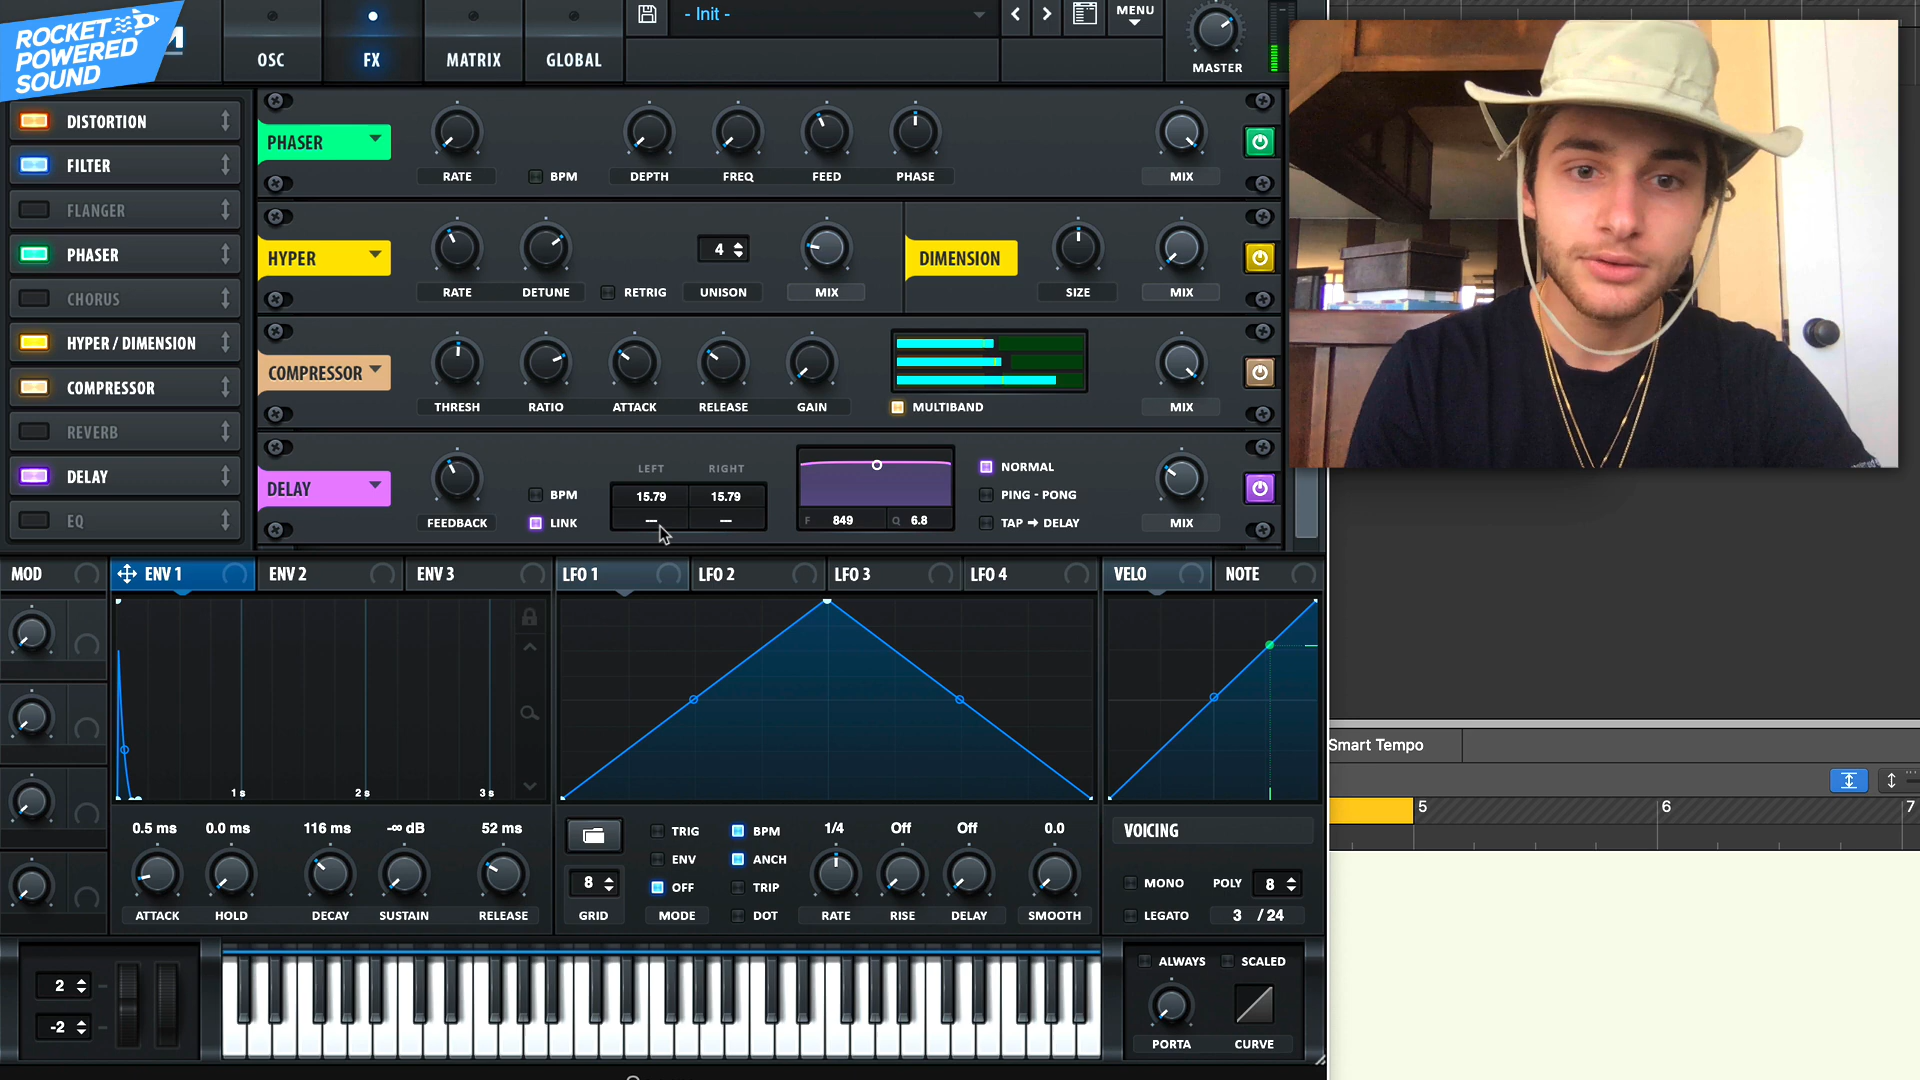 ROCKET
POWERED
SOUND
OSC
FX
MATRIX
GLOBAL
- Init -
MENU
MASTER
DISTORTION
FILTER
FLANGER
PHASER
CHORUS
HYPER / DIMENSION
COMPRESSOR
REVERB
DELAY
EQ
PHASER
RATE
BPM
DEPTH
FREQ
FEED
PHASE
MIX
HYPER
RATE
DETUNE
RETRIG
4
UNISON
MIX
DIMENSION
SIZE
MIX
COMPRESSOR
THRESH
RATIO
ATTACK
RELEASE
GAIN
MULTIBAND
MIX
DELAY
FEEDBACK
BPM
LINK
LEFT
RIGHT
15.79
15.79
---
---
F 849
Q 6.8
NORMAL
PING - PONG
TAP ➔ DELAY
MIX
MOD
ENV 1
ENV 2
ENV 3
LFO 1
LFO 2
LFO 3
LFO 4
VELO
NOTE
1 s
2 s
3 s
0.5 ms
0.0 ms
116 ms
-∞ dB
52 ms
ATTACK
HOLD
DECAY
SUSTAIN
RELEASE
8
GRID
TRIG
ENV
OFF
MODE
BPM
ANCH
TRIP
DOT
1/4
Off
Off
0.0
RATE
RISE
DELAY
SMOOTH
VOICING
MONO
POLY
8
LEGATO
3 / 24
2
-2
ALWAYS
SCALED
PORTA
CURVE
Smart Tempo
5
6
7